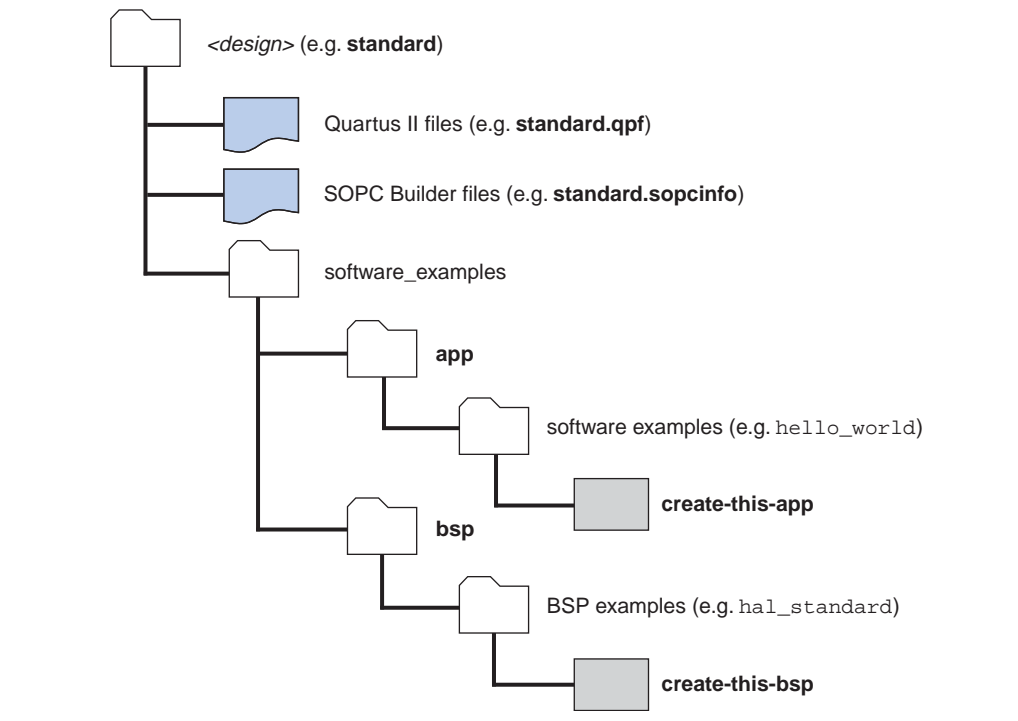 <design> (e.g. standard)
Quartus II files (e.g. standard.qpf)
SOPC Builder files (e.g. standard.sopcinfo)
software_examples
app
software examples (e.g. hello_world)
create-this-app
bsp
BSP examples (e.g. hal_standard)
create-this-bsp